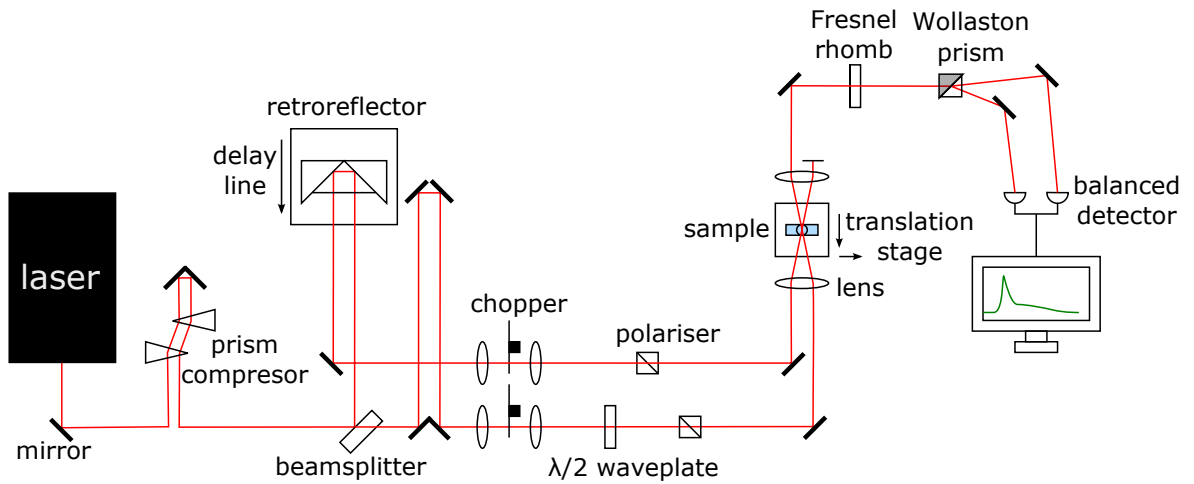 Fresnel
rhomb
Wollaston
prism
retroreflector
delay
line
laser
prism
compresor
mirror
beamsplitter
chopper
polariser
λ/2 waveplate
sample
translation
stage
lens
balanced
detector